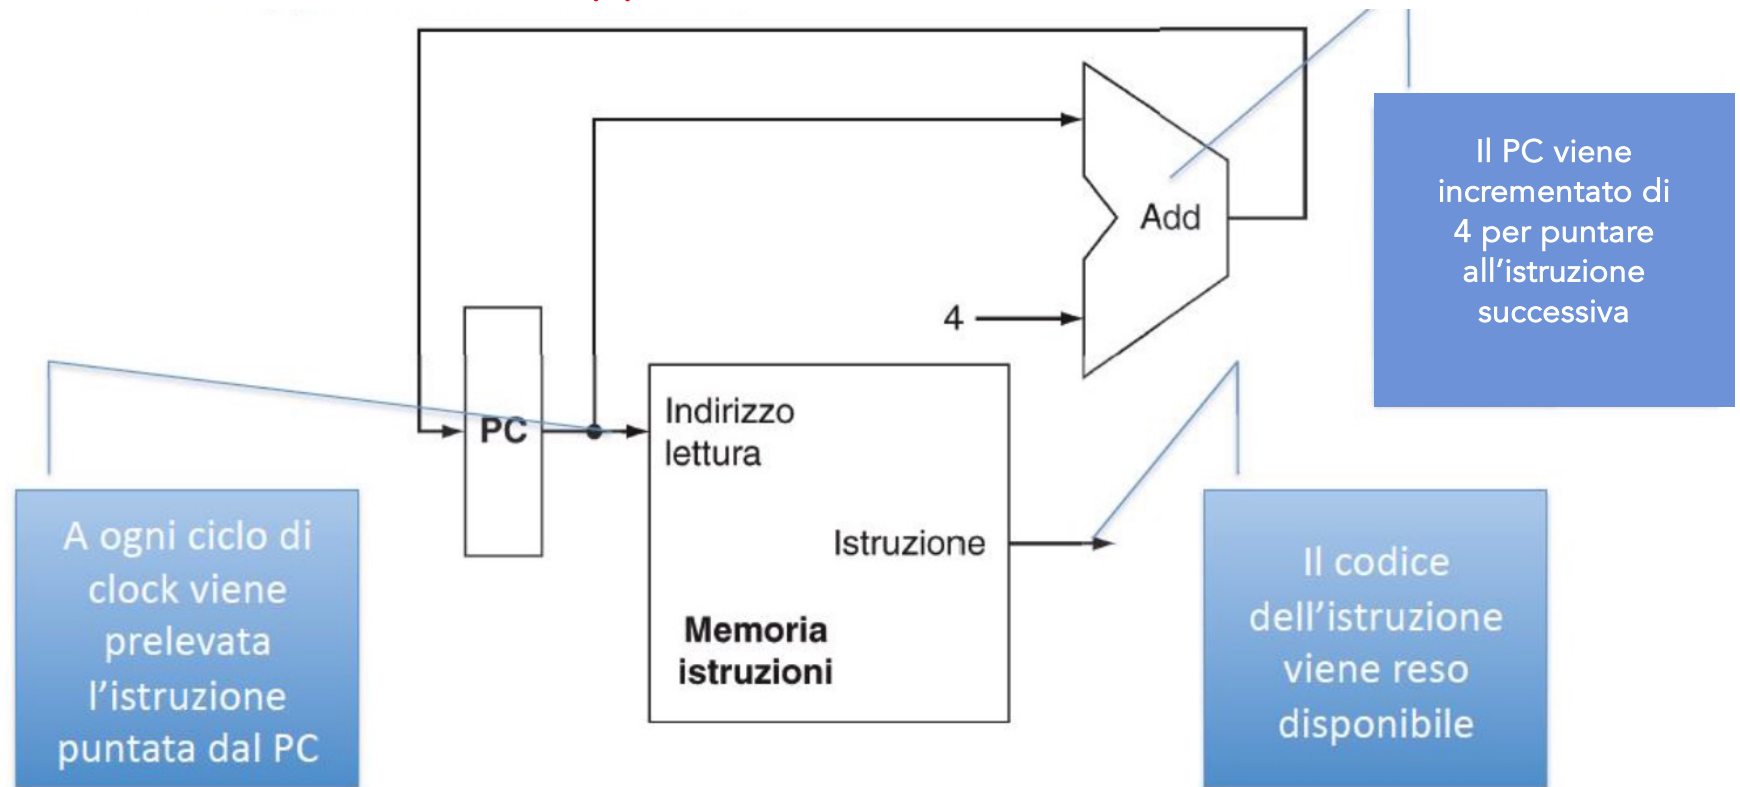 Il PC viene
incrementato di
4 per puntare
all'istruzione
successiva
Add
4
PC
Indirizzo
lettura
Istruzione
Memoria
istruzioni
A ogni ciclo di
clock viene
prelevata
l'istruzione
puntata dal PC
Il codice
dell'istruzione
viene reso
disponibile